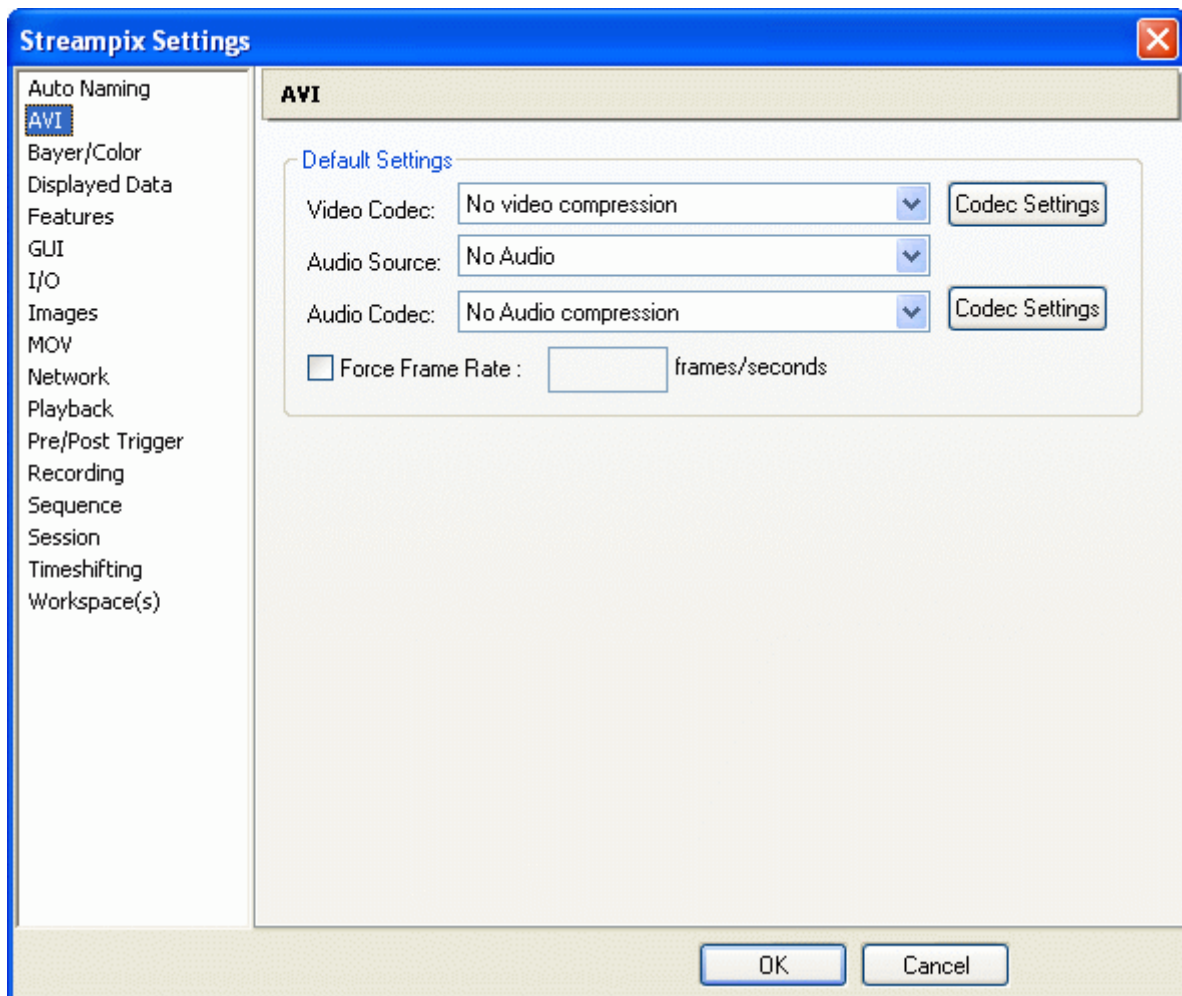 Streampix Settings
Auto Naming
AVI
Bayer/Color
Displayed Data
Features
GUI
I/O
Images
MOV
Network
Playback
Pre/Post Trigger
Recording
Sequence
Session
Timeshifting
Workspace(s)
AVI
Default Settings
Video Codec: No video compression Codec Settings
Audio Source: No Audio
Audio Codec: No Audio compression Codec Settings
Force Frame Rate : frames/seconds
OK Cancel